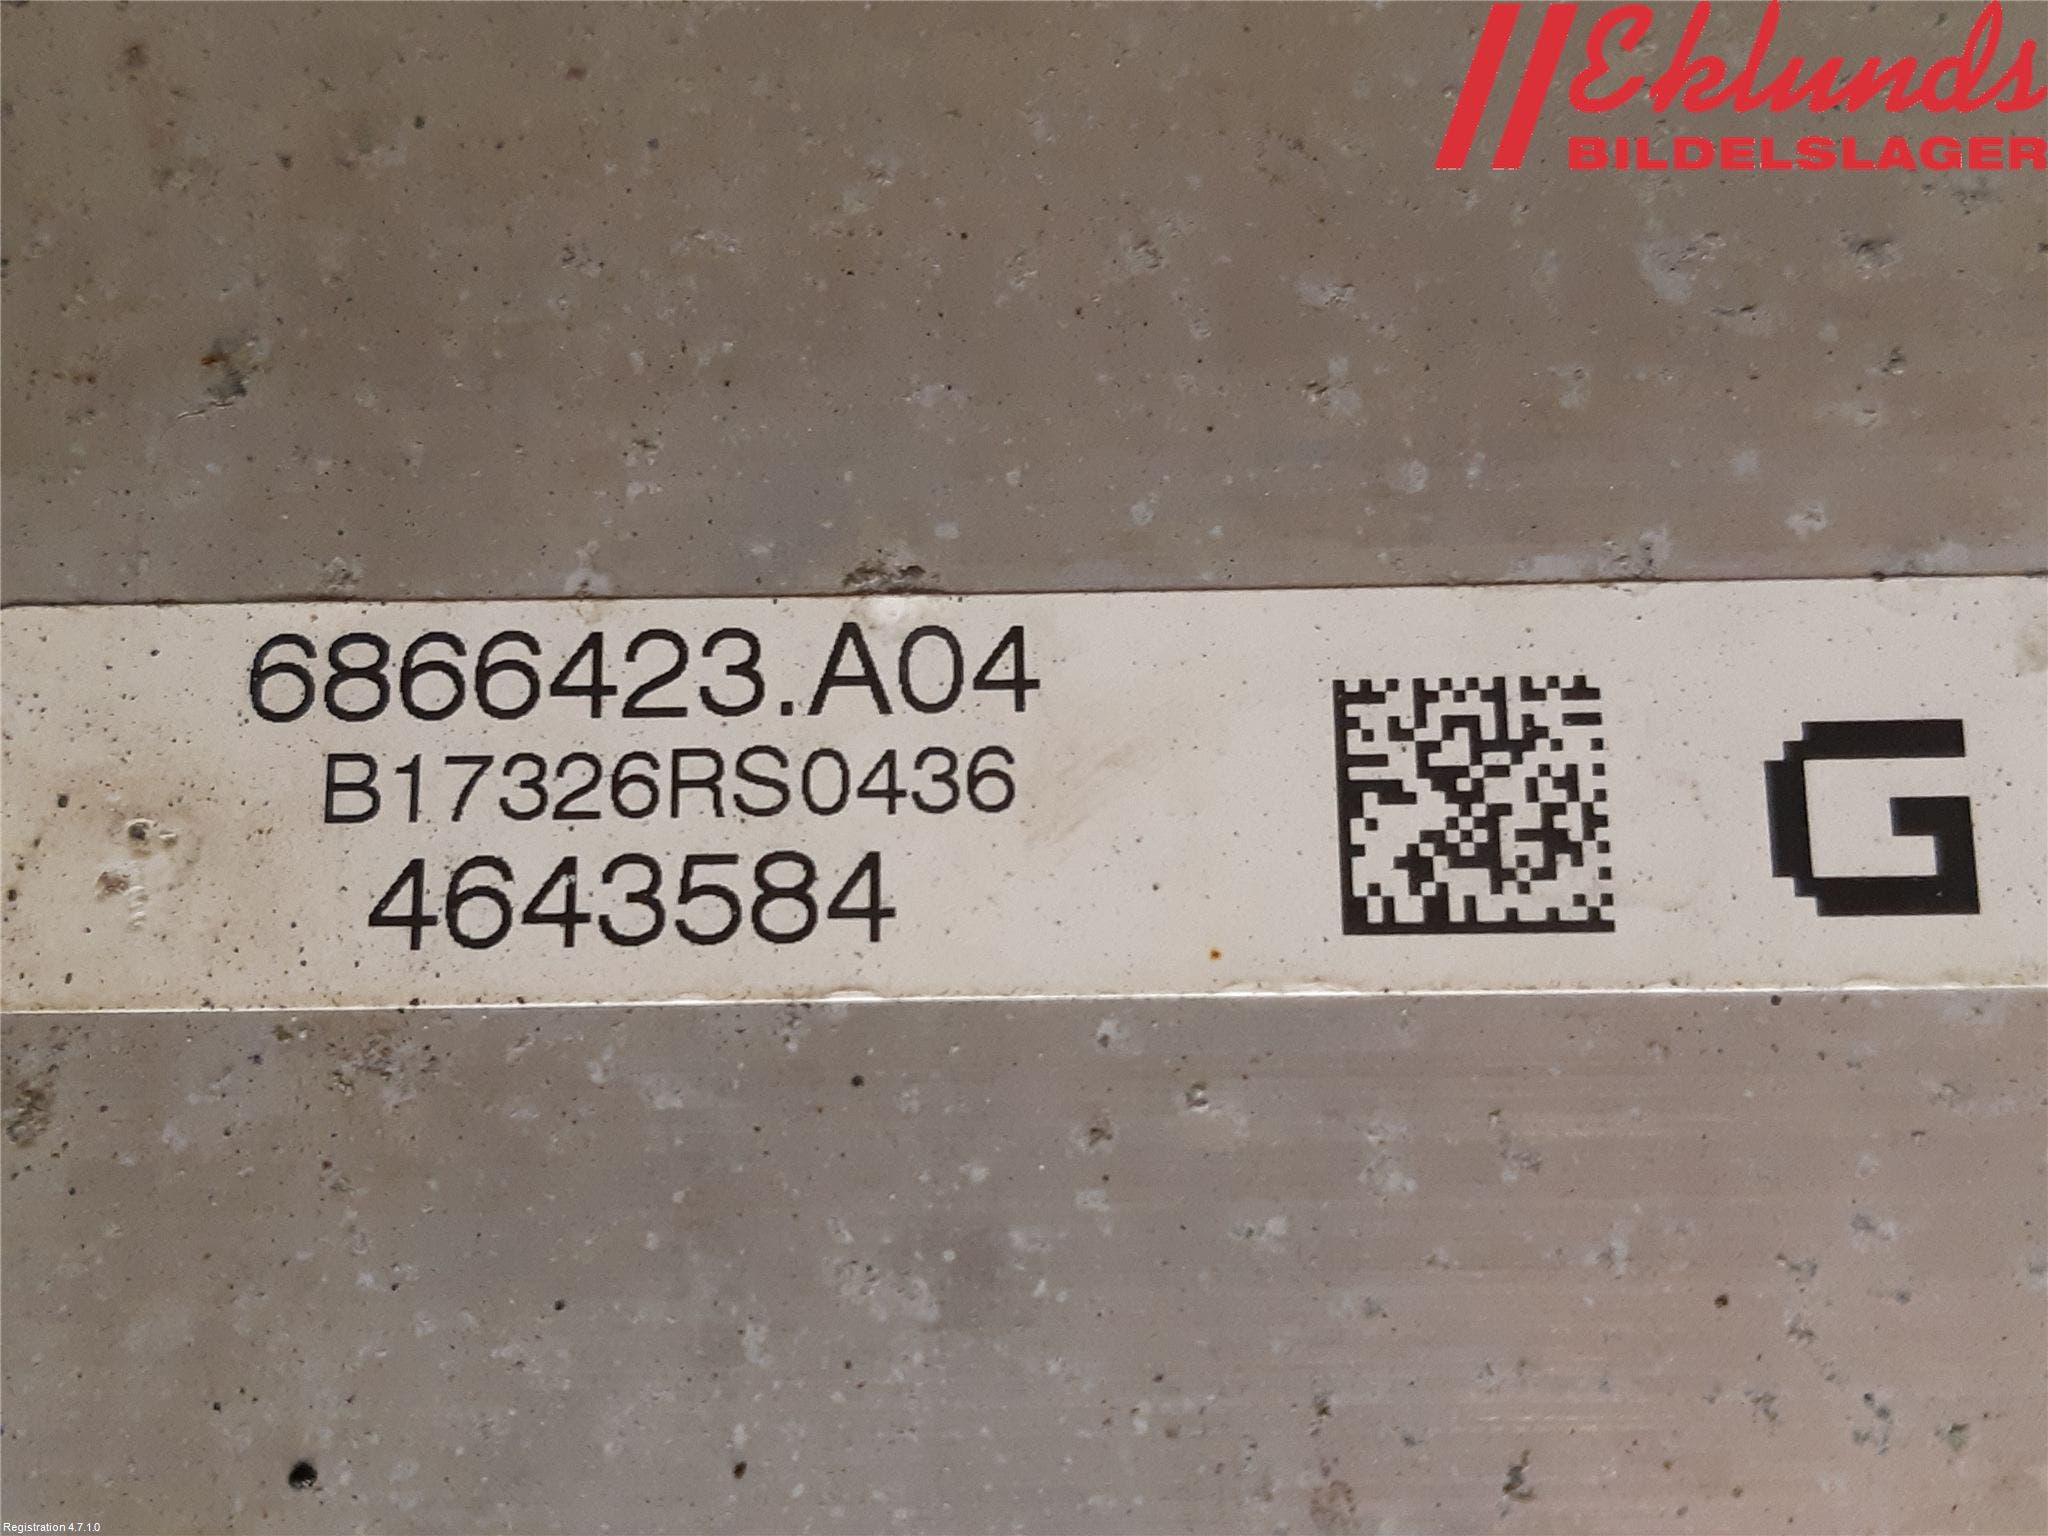 Eklunds
BILDELSLAGER
6866423.A04
B17326RS0436
4643584
G
Registration 4.7.1.0